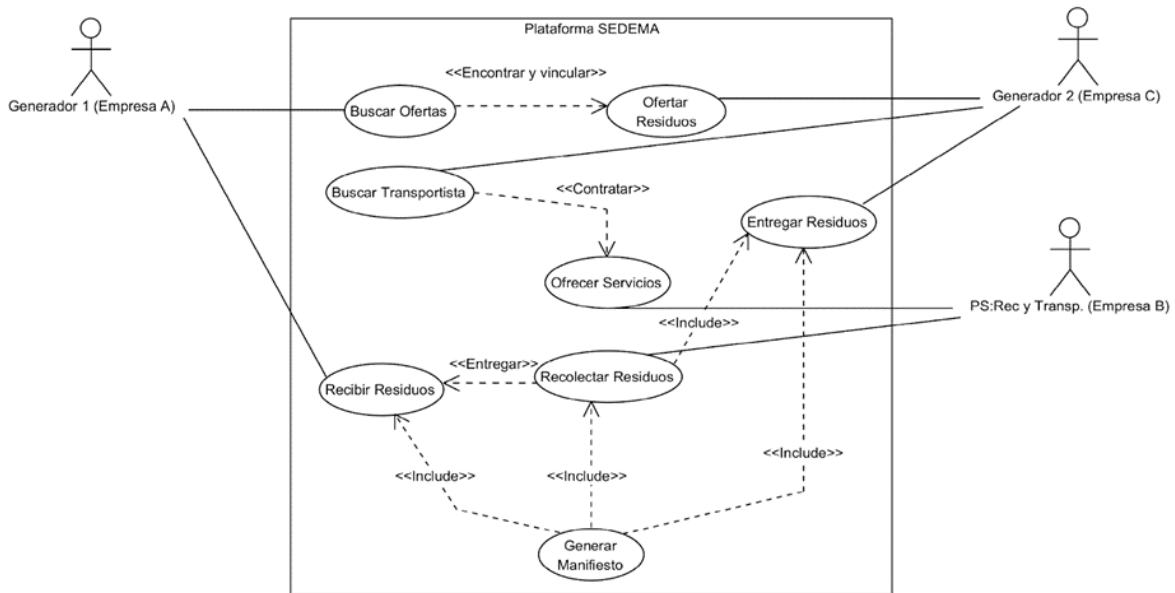 Plataforma SEDEMA
<<Encontrar y vincular>>
Generador 1 (Empresa A)
Buscar Ofertas
Ofertar
Residuos
Generador 2 (Empresa C)
Buscar Transportista
<<Contratar>>
Entregar Residuos
Ofrecer Servicios
PS:Rec y Transp. (Empresa B)
<<Include>>
<<Entregar>>
Recibir Residuos
Recolectar Residuos
<<Include>>
<<Include>>
<<Include>>
Generar
Manifiesto